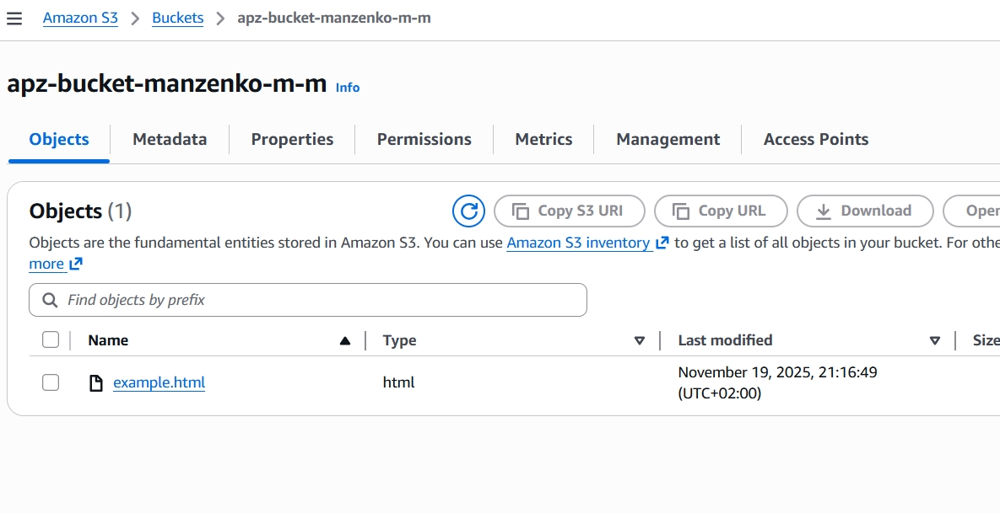 Amazon S3 > Buckets > apz-bucket-manzenko-m-m
apz-bucket-manzenko-m-m Info
Objects Metadata Properties Permissions Metrics Management Access Points
Objects (1) Copy S3 URI Copy URL Download Open
Objects are the fundamental entities stored in Amazon S3. You can use Amazon S3 inventory to get a list of all objects in your bucket. For othe
more
Find objects by prefix
Name Type Last modified Size
example.html html November 19, 2025, 21:16:49
(UTC+02:00)